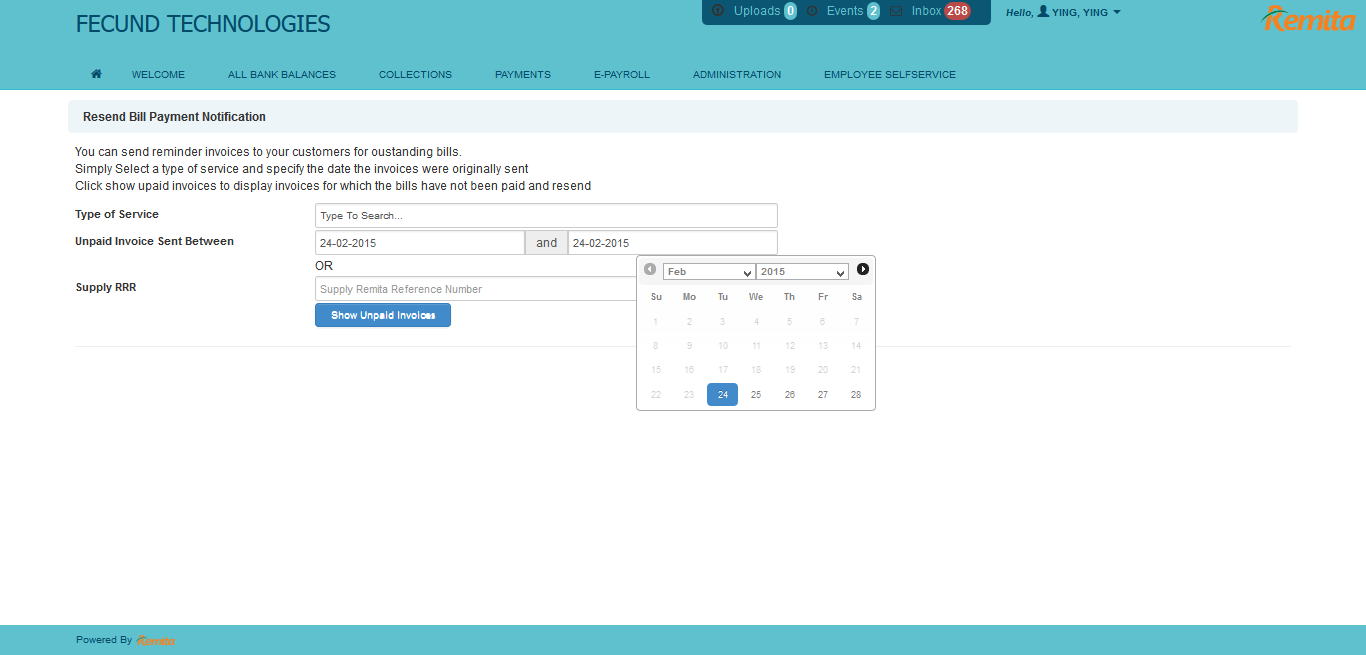 FECUND TECHNOLOGIES
Uploads 0 Events 2 Inbox 268
Hello, YING, YING
Remita
WELCOME ALL BANK BALANCES COLLECTIONS PAYMENTS E-PAYROLL ADMINISTRATION EMPLOYEE SELFSERVICE
Resend Bill Payment Notification
You can send reminder invoices to your customers for oustanding bills.
Simply Select a type of service and specify the date the invoices were originally sent
Click show upaid invoices to display invoices for which the bills have not been paid and resend
Type of Service Type To Search...
Unpaid Invoice Sent Between 24-02-2015 and 24-02-2015
OR
Supply RRR Supply Remita Reference Number
Show Unpaid Invoices
Feb 2015
Su Mo Tu We Th Fr Sa
1 2 3 4 5 6 7
8 9 10 11 12 13 14
15 16 17 18 19 20 21
22 23 24 25 26 27 28
Powered By Remita